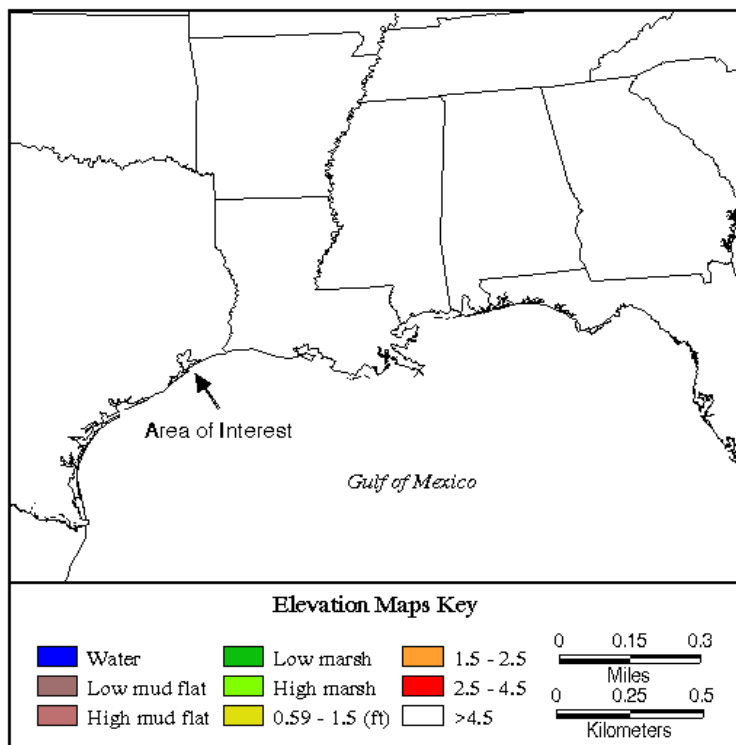 Area of Interest
Gulf of Mexico
Elevation Maps Key
Water
Low mud flat
High mud flat
Low marsh
High marsh
0.59 - 1.5 (ft)
1.5 - 2.5
2.5 - 4.5
>4.5
0 0.15 0.3
Miles
0 0.25 0.5
Kilometers